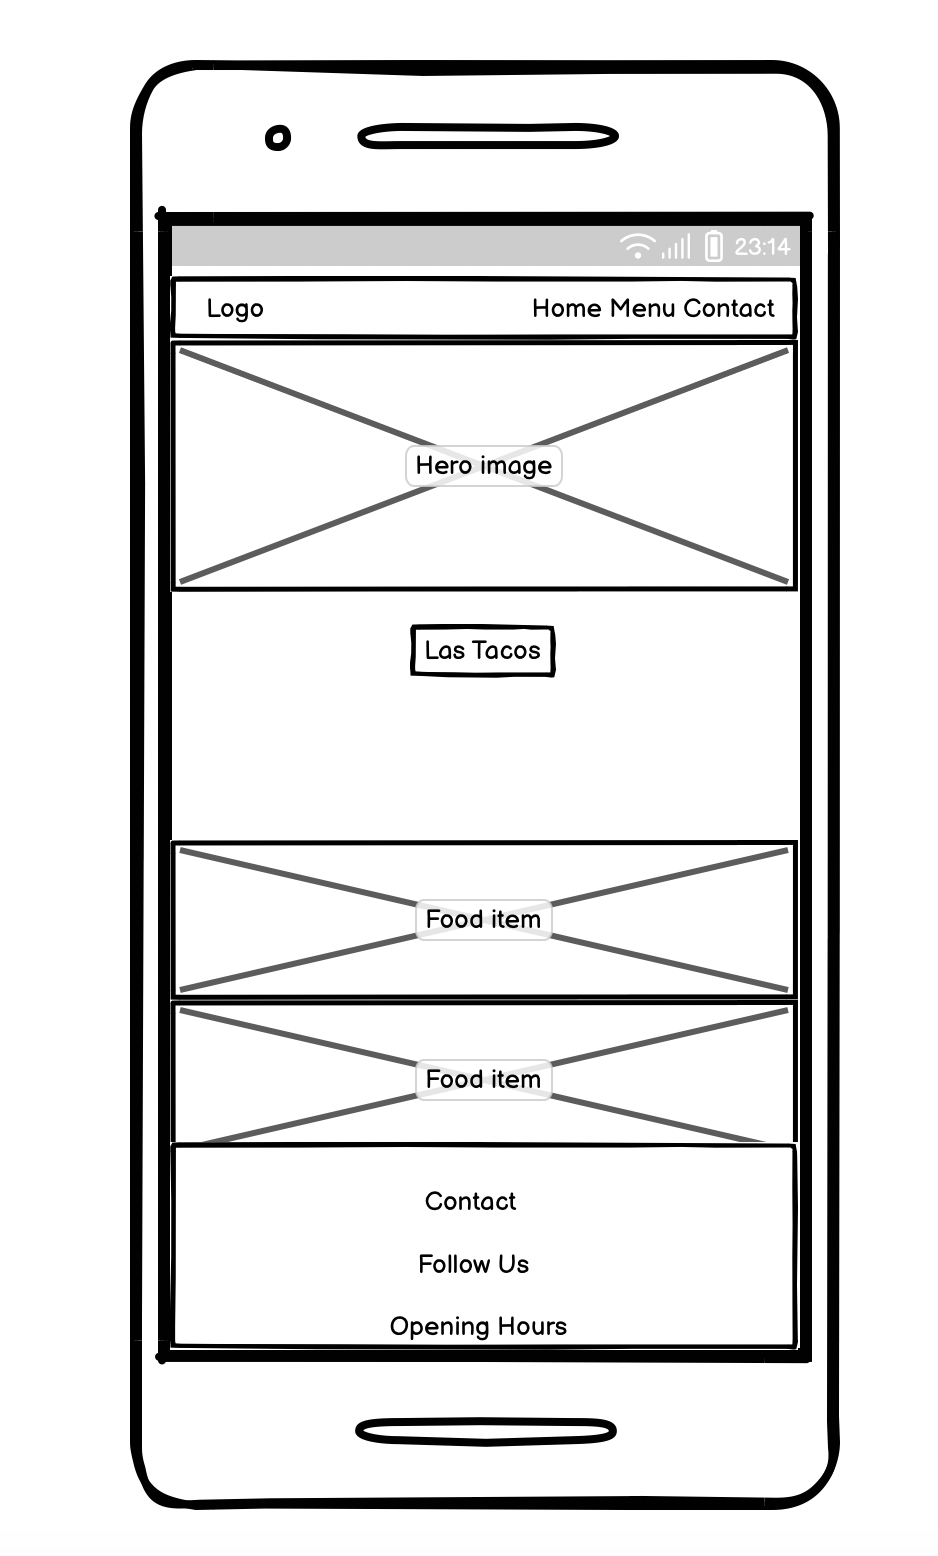 23:14
Logo
Home Menu Contact
Hero image
Las Tacos
Food item
Food item
Contact
Follow Us
Opening Hours